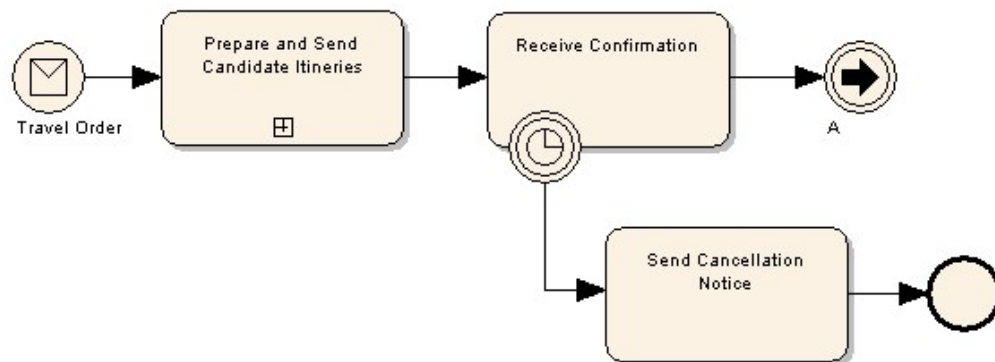 Prepare and Send
Candidate Itineries
Receive Confirmation
Travel Order
A
Send Cancellation
Notice